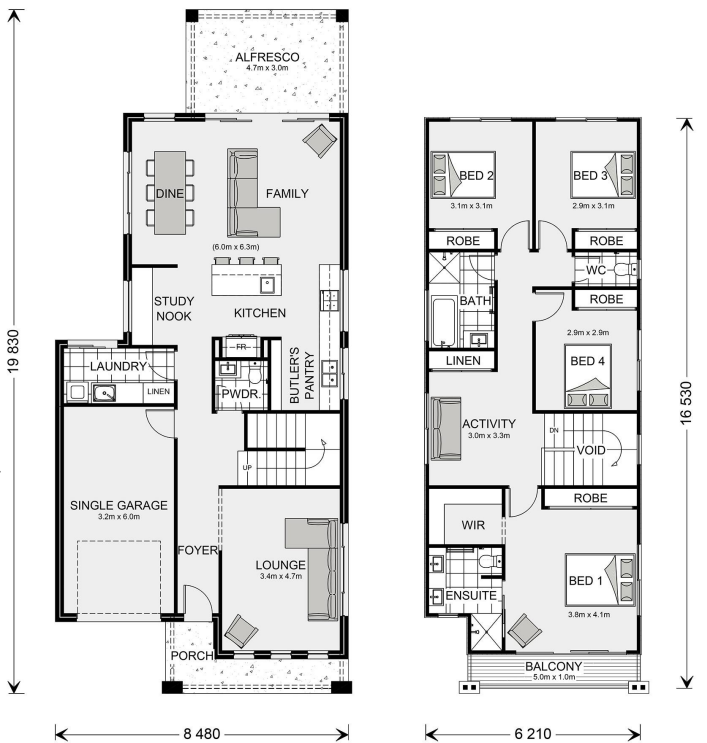 ALFRESCO
4.7m x 3.0m
DINE
FAMILY
(6.0m x 6.3m)
STUDY
NOOK
KITCHEN
FR
BUTLER'S
PANTRY
LAUNDRY
LINEN
PWDR.
UP
SINGLE GARAGE
3.2m x 6.0m
FOYER
LOUNGE
3.4m x 4.7m
PORCH
19 830
8 480
BED 2
3.1m x 3.1m
BED 3
2.9m x 3.1m
ROBE
ROBE
WC
BATH
ROBE
2.9m x 2.9m
BED 4
LINEN
ACTIVITY
3.0m x 3.3m
DN
VOID
ROBE
WIR
ENSUITE
BED 1
3.8m x 4.1m
BALCONY
5.0m x 1.0m
16 530
6 210